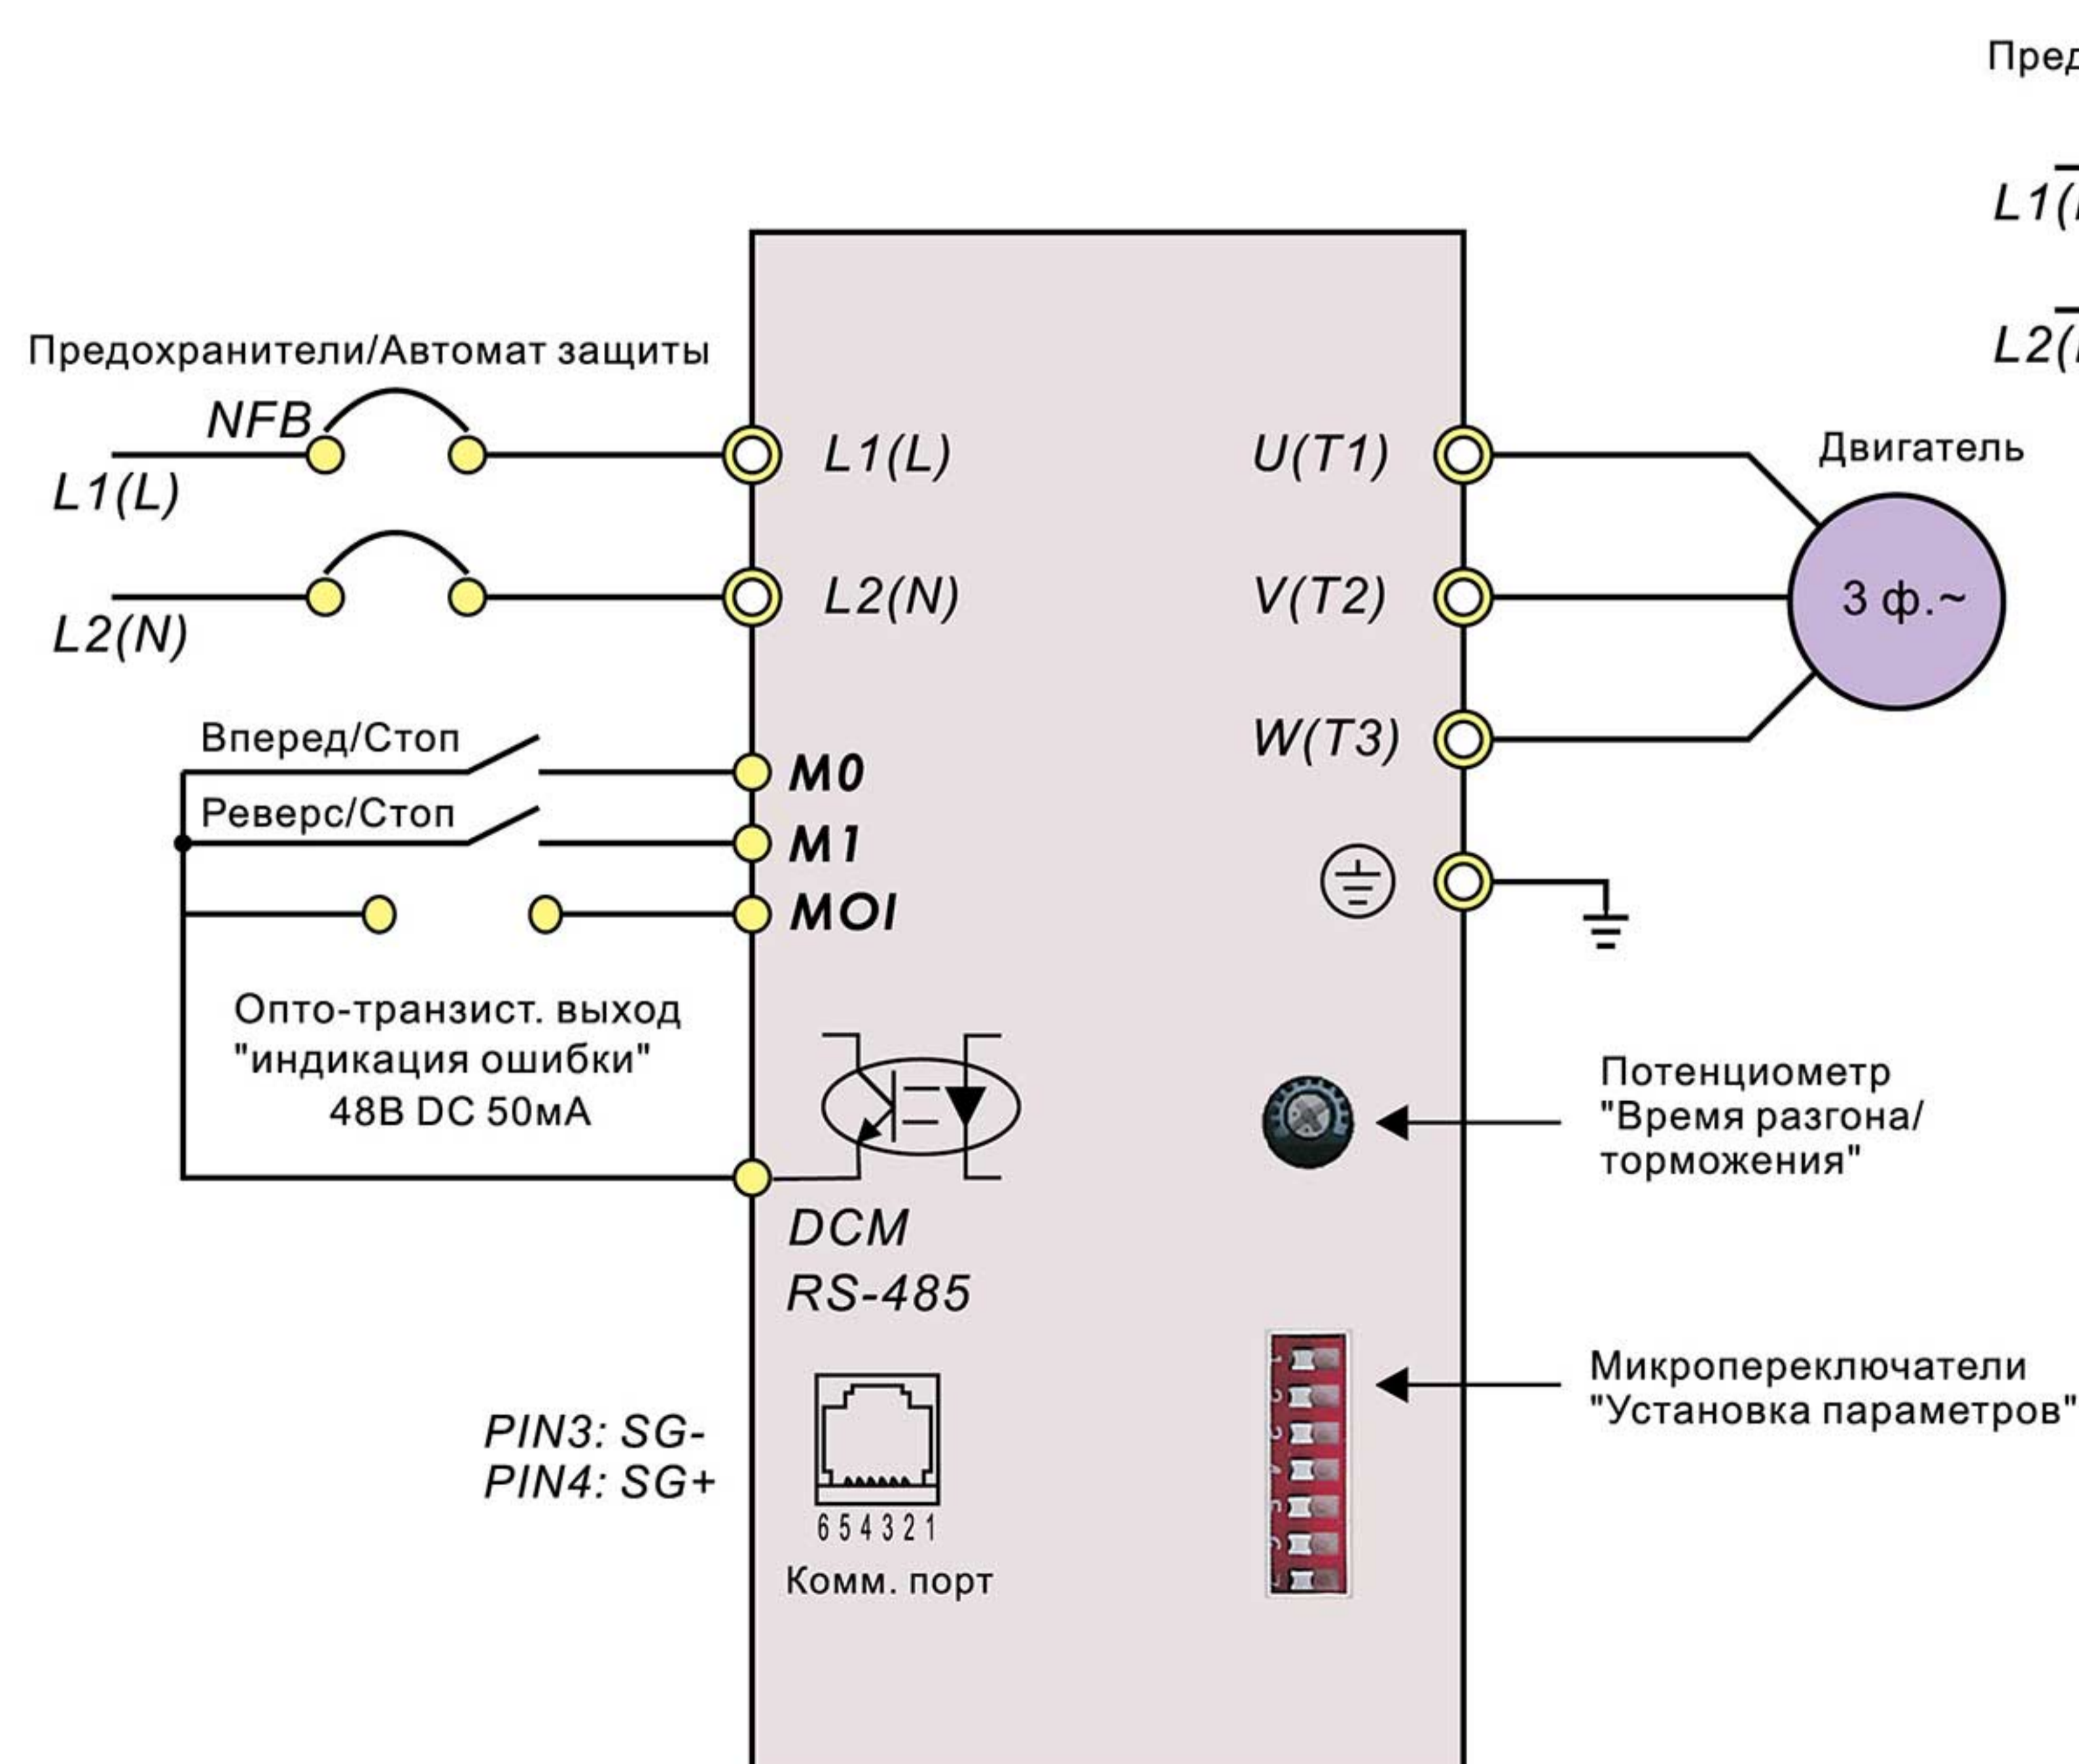 Предохранители/Автомат защиты
NFB
L1(L)
L2(N)
L1(L)
L2(N)
U(T1)
V(T2)
W(T3)
Двигатель
3 ф.~
Вперед/Стоп
Реверс/Стоп
M0
M1
MOI
Опто-транзист. выход
"индикация ошибки"
48В DC 50мА
DCM
RS-485
PIN3: SG-
PIN4: SG+
6 5 4 3 2 1
Комм. порт
Потенциометр
"Время разгона/
торможения"
Микропереключатели
"Установка параметров"
L1(
L2(